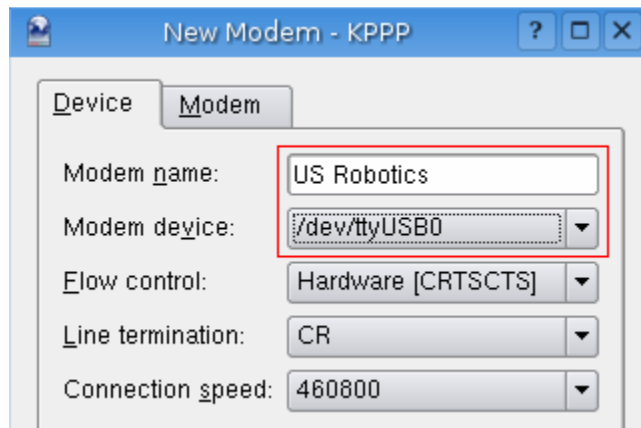 New Modem - KPPP
Device Modem
Modem name: US Robotics
Modem device: /dev/ttyUSB0
Flow control: Hardware [CRTSCTS]
Line termination: CR
Connection speed: 460800